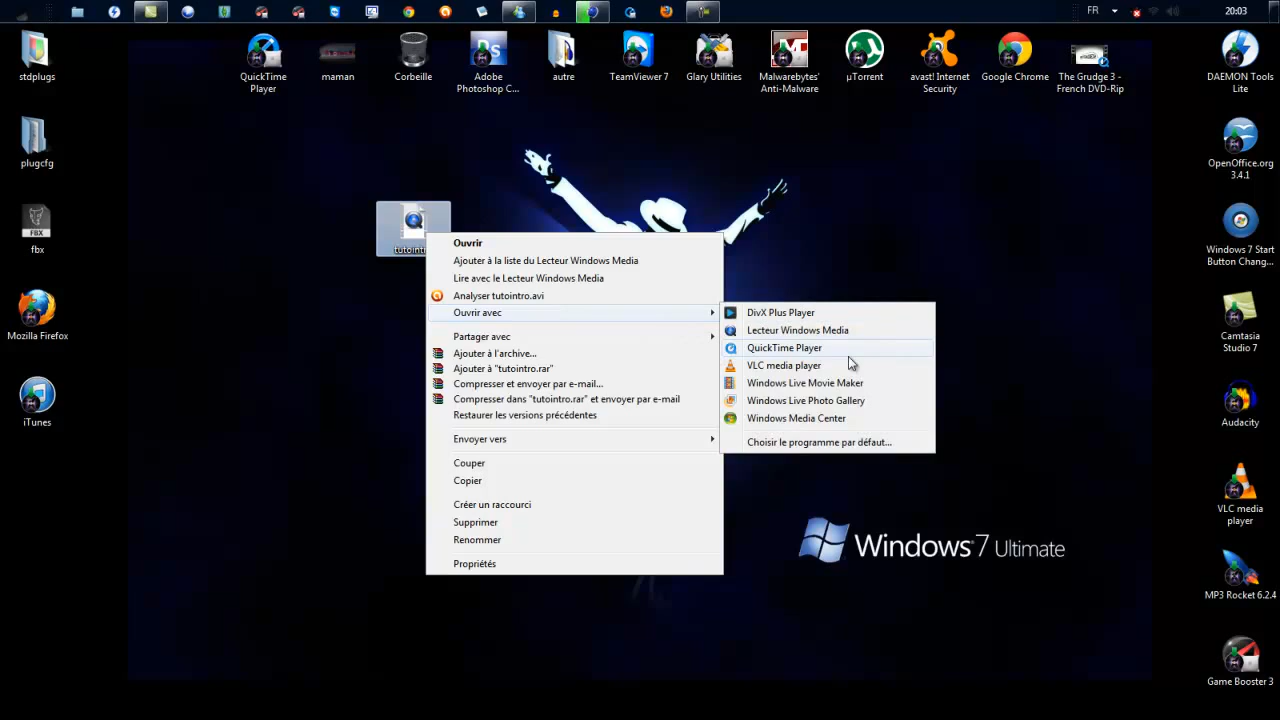 FR
20:03
stdplugs
QuickTime
Player
maman
Corbeille
Adobe
Photoshop C...
autre
TeamViewer 7
Glary Utilities
Malwarebytes'
Anti-Malware
µTorrent
avast! Internet
Security
Google Chrome
The Grudge 3 -
French DVD-Rip
DAEMON Tools
Lite
plugcfg
OpenOffice.org
3.4.1
FBX
fbx
Windows 7 Start
Button Chang...
Mozilla Firefox
Camtasia
Studio 7
iTunes
Audacity
VLC media
player
MP3 Rocket 6.2.4
Game Booster 3
Ouvrir
Ajouter à la liste du Lecteur Windows Media
Lire avec le Lecteur Windows Media
Analyser tutointro.avi
Ouvrir avec
Partager avec
Ajouter à l'archive...
Ajouter à "tutointro.rar"
Compresser et envoyer par e-mail...
Compresser dans "tutointro.rar" et envoyer par e-mail
Restaurer les versions précédentes
Envoyer vers
Couper
Copier
Créer un raccourci
Supprimer
Renommer
Propriétés
DivX Plus Player
Lecteur Windows Media
QuickTime Player
VLC media player
Windows Live Movie Maker
Windows Live Photo Gallery
Windows Media Center
Choisir le programme par défaut...
Windows 7 Ultimate